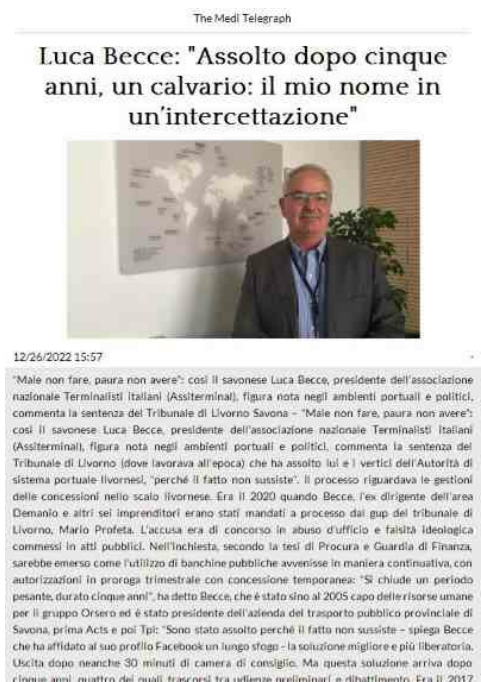 The Medi Telegraph
Luca Becce: "Assolto dopo cinque
anni, un calvario: il mio nome in
un'intercettazione"
12/26/2022 15:57
"Male non fare, paura non avere": così il savonese Luca Becce, presidente dell'associazione
nazionale Terminalisti italiani (Assiterminal), figura nota negli ambienti portuali e politici,
commenta la sentenza del Tribunale di Livorno Savona – "Male non fare, paura non avere":
così il savonese Luca Becce, presidente dell'associazione nazionale Terminalisti italiani
(Assiterminal), figura nota negli ambienti portuali e politici, commenta la sentenza del
Tribunale di Livorno (dove lavorava all'epoca) che ha assolto lui e i vertici dell'Autorità di
sistema portuale livornesi, "perché il fatto non sussiste". Il processo riguardava le gestioni
delle concessioni nello scalo livornese. Era il 2020 quando Becce, l'ex dirigente dell'area
Demanio e altri sei imprenditori erano stati mandati a processo dal gup del tribunale di
Livorno, Mario Profeta. L'accusa era di concorso in abuso d'ufficio e falsità ideologica
commessi in atti pubblici. Nell'inchiesta, secondo la tesi di Procura e Guardia di Finanza,
sarebbe emerso come l'utilizzo di banchine pubbliche avvenisse in maniera continuativa, con
autorizzazioni in proroga trimestrale con concessione temporanea: "Si chiude un periodo
pesante, durato cinque anni", ha detto Becce, che è stato sino al 2005 capo delle risorse umane
per il gruppo Orsero ed é stato presidente dell'azienda del trasporto pubblico provinciale di
Savona, prima Acts e poi Tpl: "Sono stato assolto perché il fatto non sussiste – spiega Becce
che ha affidato al suo profilo Facebook un lungo sfogo - la soluzione migliore e più liberatoria.
Uscita dopo neanche 30 minuti di camera di consiglio. Ma questa soluzione arriva dopo
cinque anni, quattro dei quali trascorsi tra udienze preliminari e dibattimento. Era il 2017